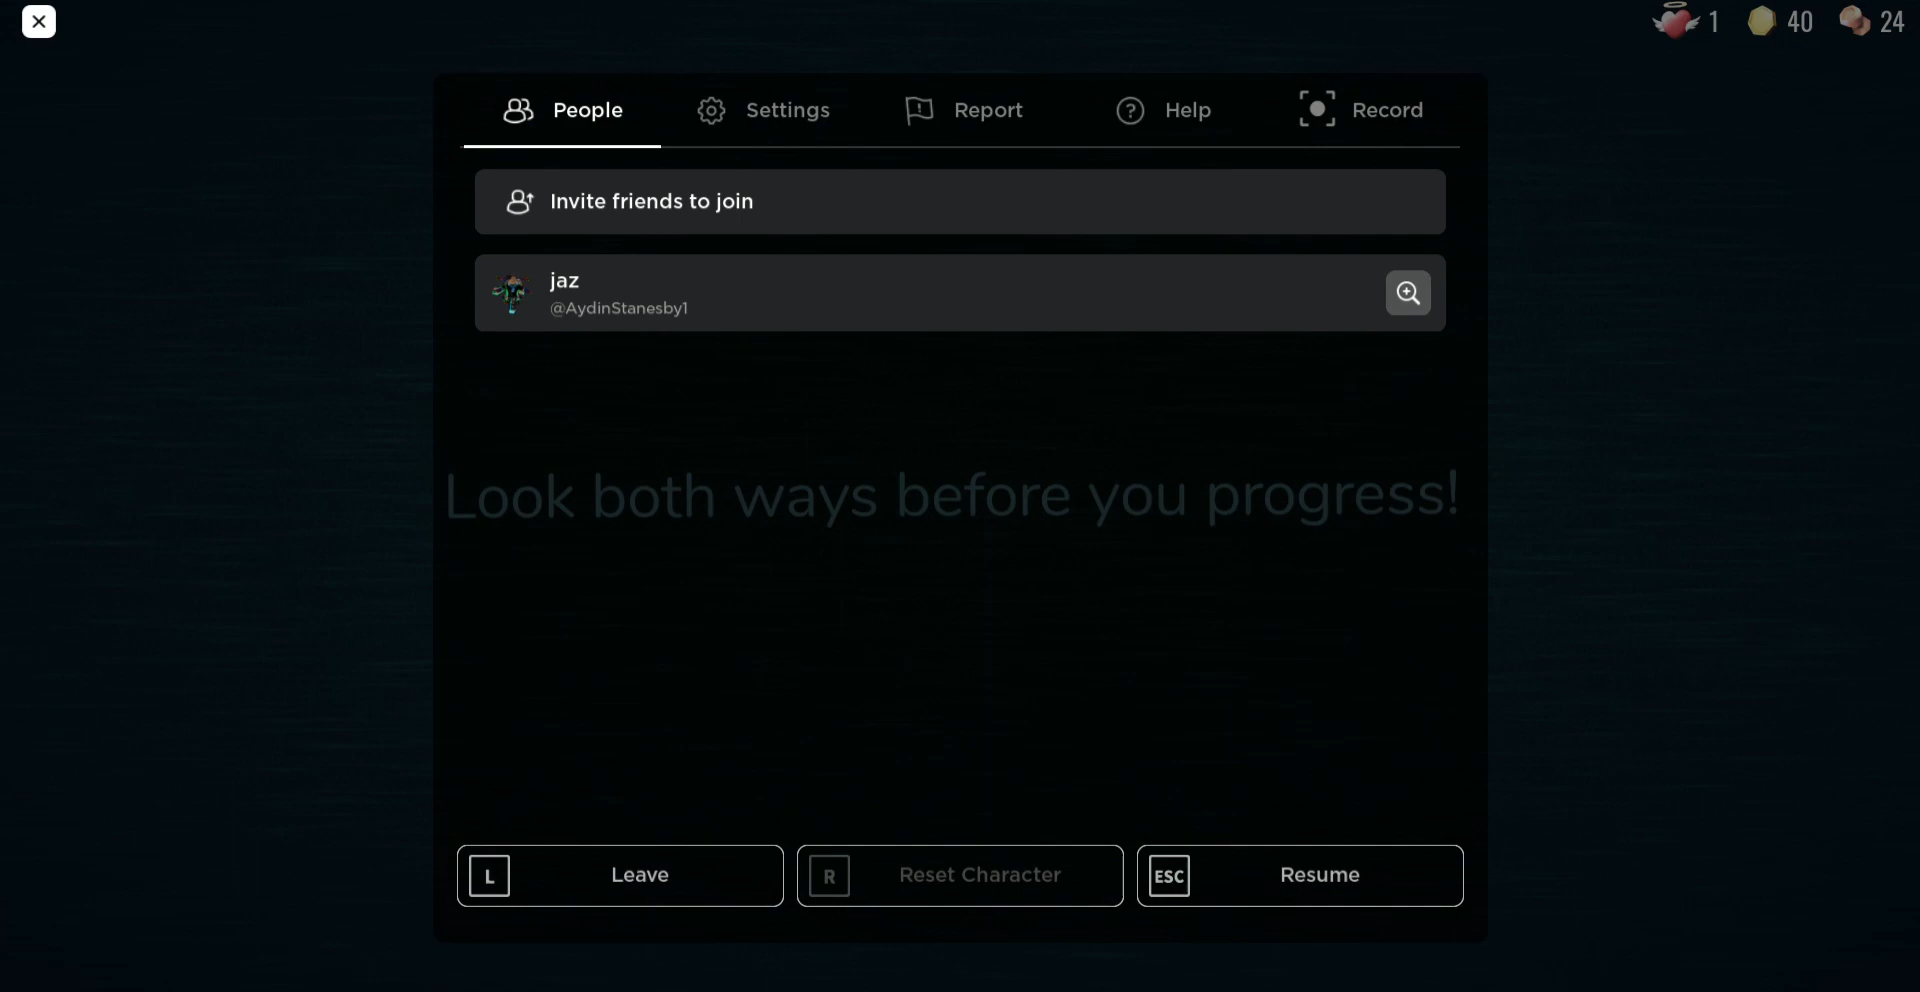 1 40 24
People Settings Report Help Record
Invite friends to join
jaz
@AydinStanesby1
Look both ways before you progress!
L Leave R Reset Character ESC Resume